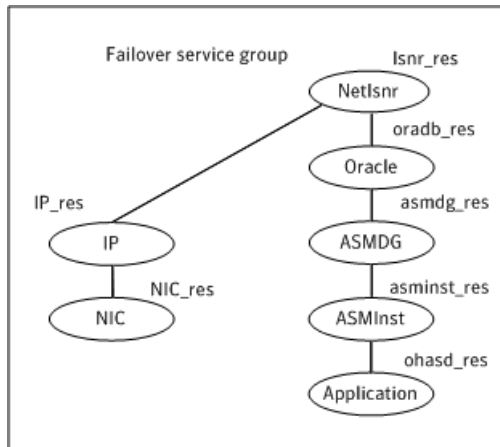 Failover service group
lsnr_res
Netlsnr
oradb_res
Oracle
asmdg_res
IP_res
IP
ASMDG
NIC_res
asminst_res
NIC
ASMInst
ohasd_res
Application